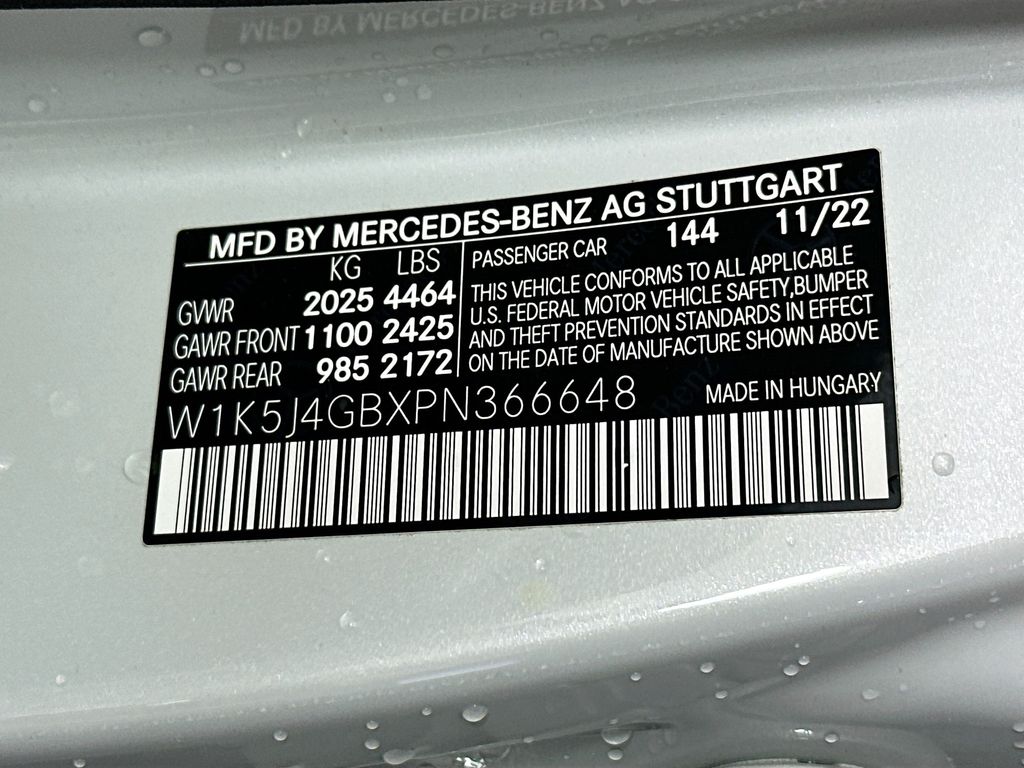 MFD BY MERCEDES-BENZ AG STUTTGART
KG LBS
GVWR 2025 4464
GAWR FRONT 1100 2425
GAWR REAR 985 2172
PASSENGER CAR 144 11/22
THIS VEHICLE CONFORMS TO ALL APPLICABLE
U.S. FEDERAL MOTOR VEHICLE SAFETY,BUMPER
AND THEFT PREVENTION STANDARDS IN EFFECT
ON THE DATE OF MANUFACTURE SHOWN ABOVE
W1K5J4GBXPN366648
MADE IN HUNGARY